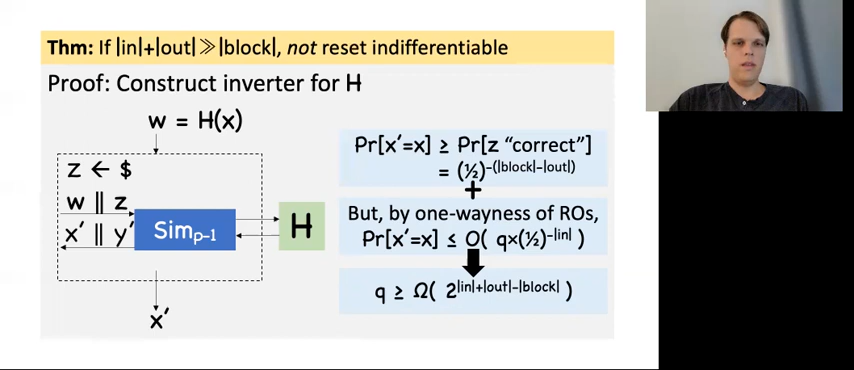 Thm: If |in|+|out|≫|block|, not reset indifferentiable
Proof: Construct inverter for H
w = H(x)
z ← $
w || z
x′ || y′
Simₚ₋₁
H
x′
Pr[x′=x] ≥ Pr[z “correct”]
= (½)^-(|block|-|out|)
+
But, by one-wayness of ROs,
Pr[x′=x] ≤ O( q×(½)^-|in| )
q ≥ Ω( 2^|in|+|out|-|block| )